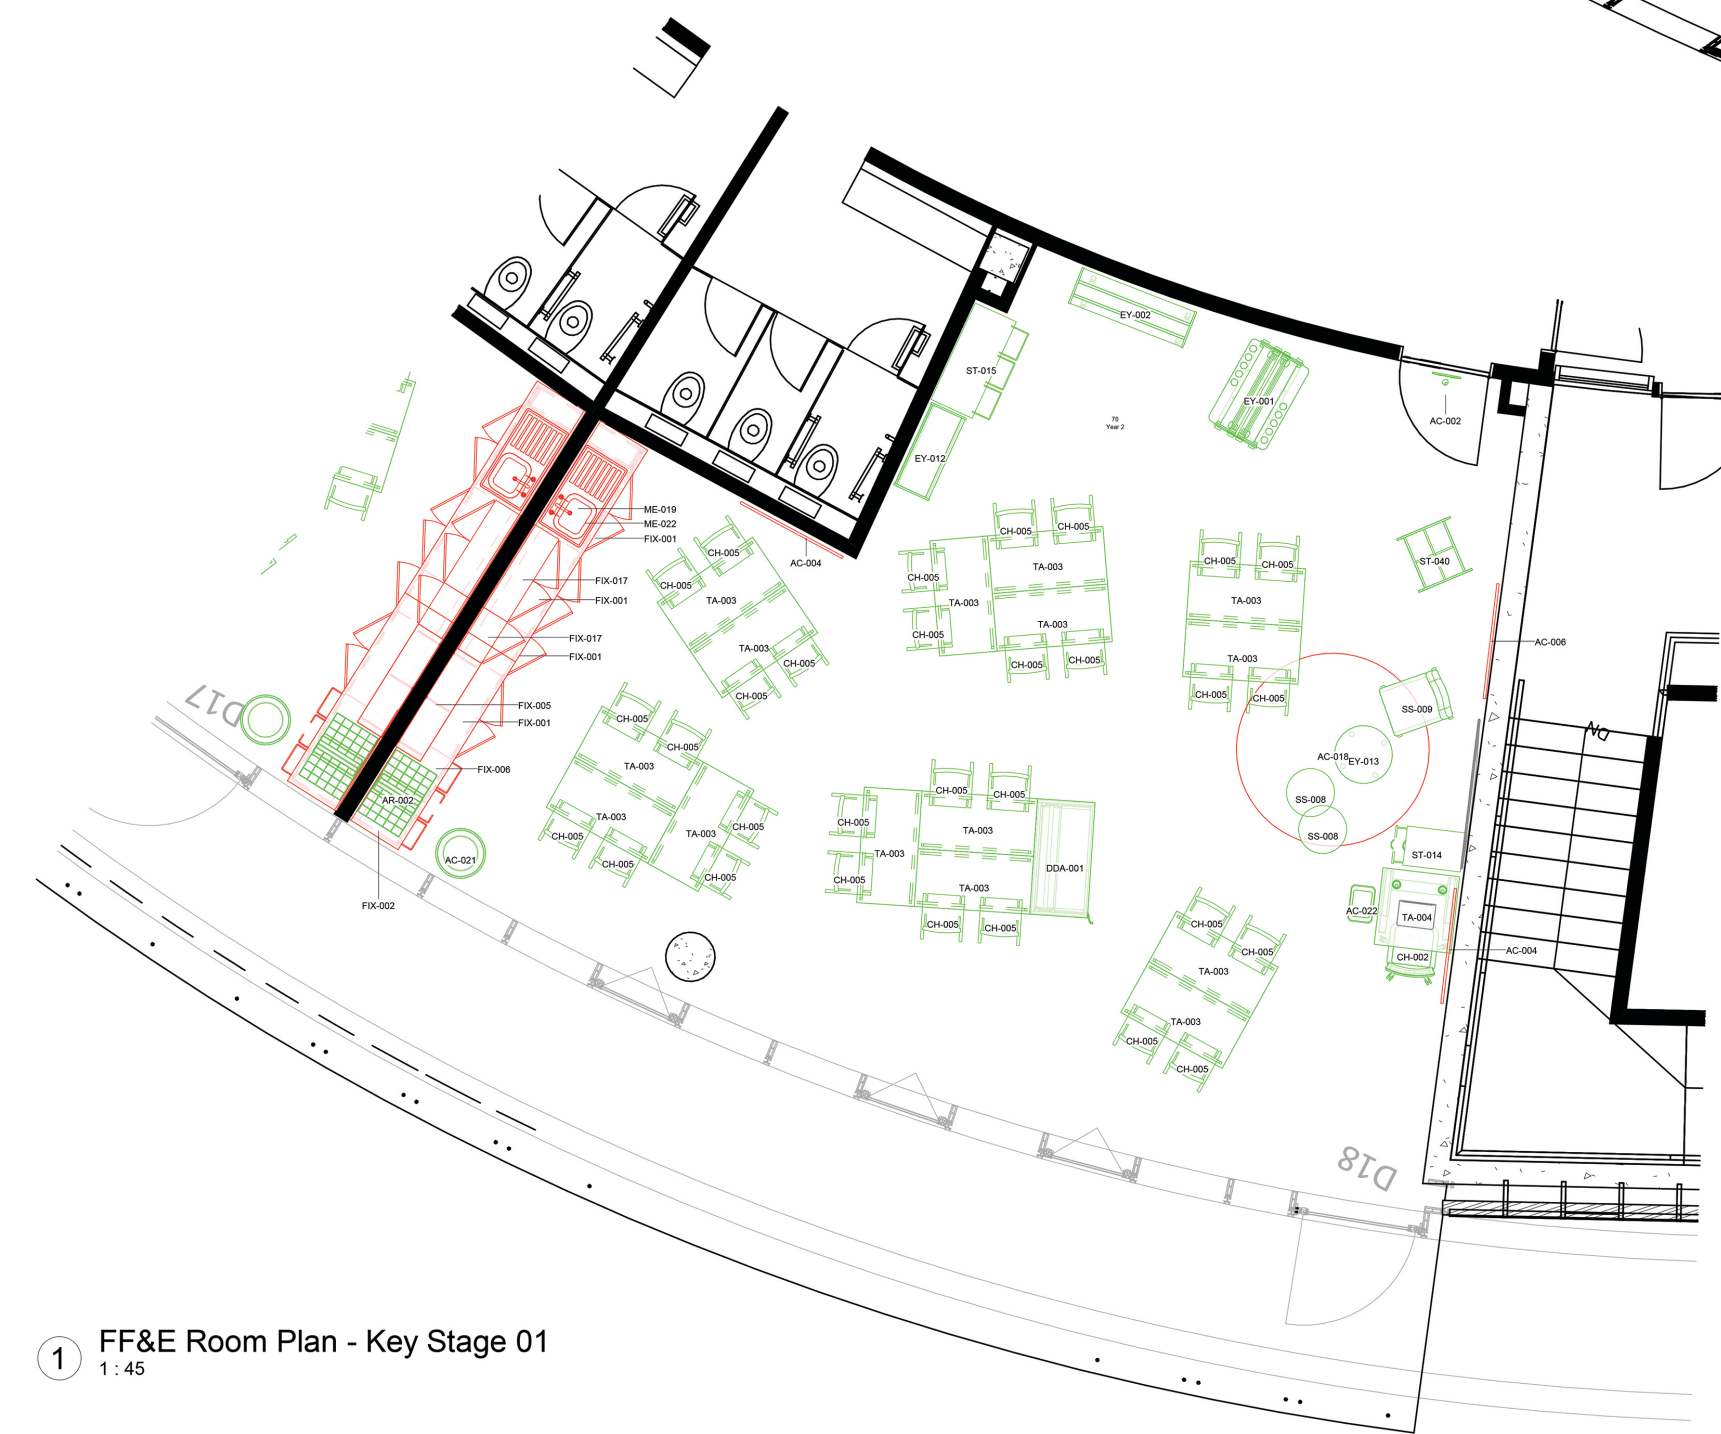 EY-002
ST-015
EY-001
70
Year 2
AC-002
EY-012
ME-019
ME-022
FIX-001
AC-004
CH-005
CH-005
TA-003
TA-003
CH-005
CH-005
CH-005
CH-005
CH-005
TA-003
TA-003
CH-005
TA-003
CH-005
CH-005
CH-005
CH-005
TA-003
TA-003
CH-005
CH-005
ST-040
AC-006
FIX-017
FIX-001
FIX-017
FIX-001
FIX-005
FIX-001
FIX-006
D17
AR-002
AC-021
FIX-002
CH-005
CH-005
TA-003
TA-003
TA-003
CH-005
CH-005
CH-005
CH-005
CH-005
CH-005
CH-005
TA-003
TA-003
CH-005
TA-003
DDA-001
CH-005
CH-005
SS-009
AC-018
EY-013
SS-008
SS-008
DN
ST-014
AC-022
TA-004
AC-004
CH-002
CH-005
CH-005
TA-003
TA-003
CH-005
CH-005
D18
1
FF&E Room Plan - Key Stage 01
1 : 45